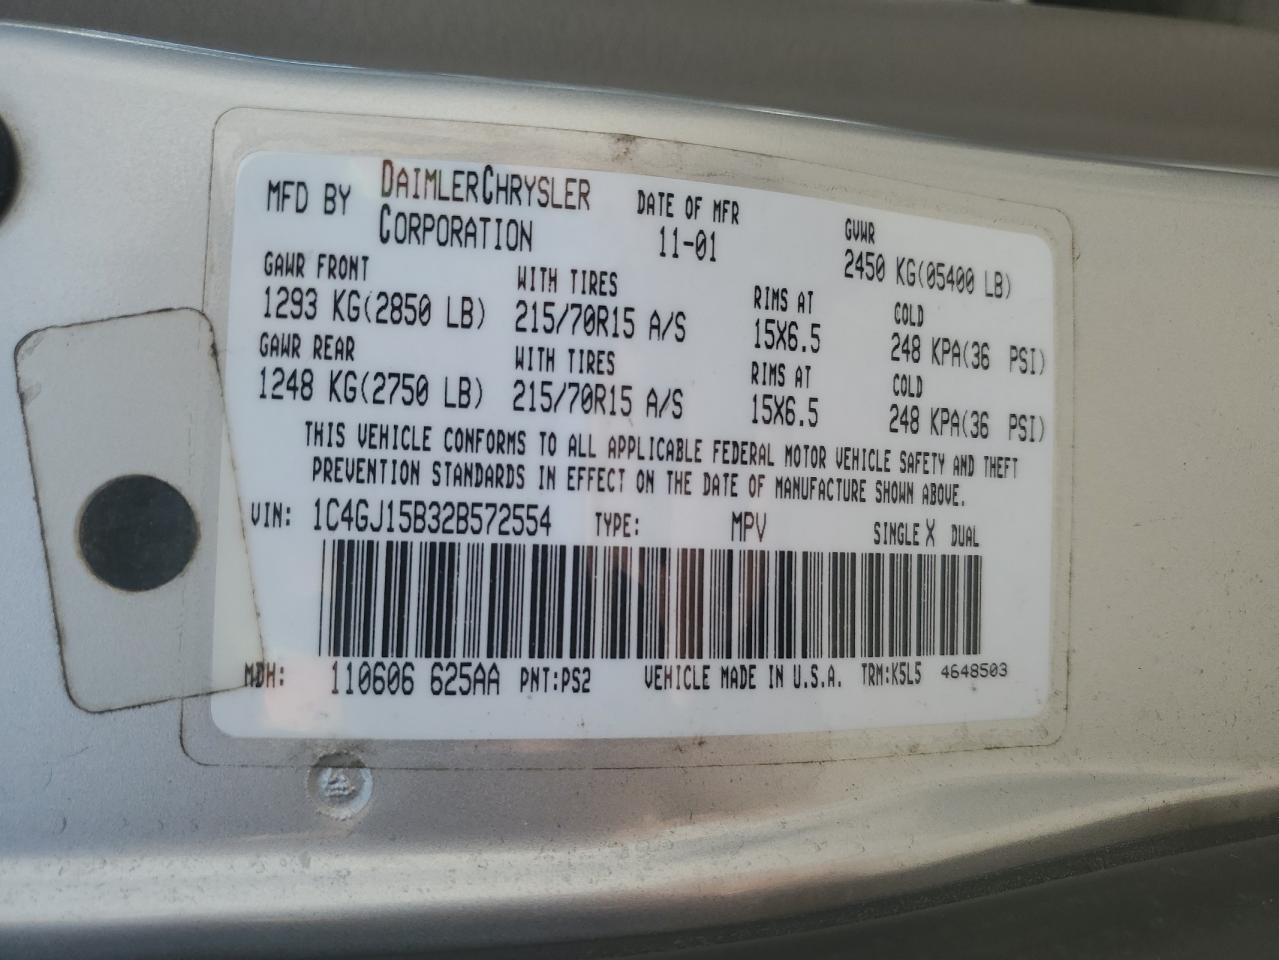 MFD BY DAIMLERCHRYSLER CORPORATION DATE OF MFR 11-01 GVWR 2450 KG(05400 LB)
GAWR FRONT WITH TIRES RIMS AT COLD
1293 KG(2850 LB) 215/70R15 A/S 15X6.5 248 KPA(36 PSI)
GAWR REAR WITH TIRES RIMS AT COLD
1248 KG(2750 LB) 215/70R15 A/S 15X6.5 248 KPA(36 PSI)
THIS VEHICLE CONFORMS TO ALL APPLICABLE FEDERAL MOTOR VEHICLE SAFETY AND THEFT
PREVENTION STANDARDS IN EFFECT ON THE DATE OF MANUFACTURE SHOWN ABOVE.
VIN: 1C4GJ15B32B572554 TYPE: MPV SINGLE X DUAL
MDH: 110606 625AA PNT:PS2 VEHICLE MADE IN U.S.A. TRM:K5L5 4648503